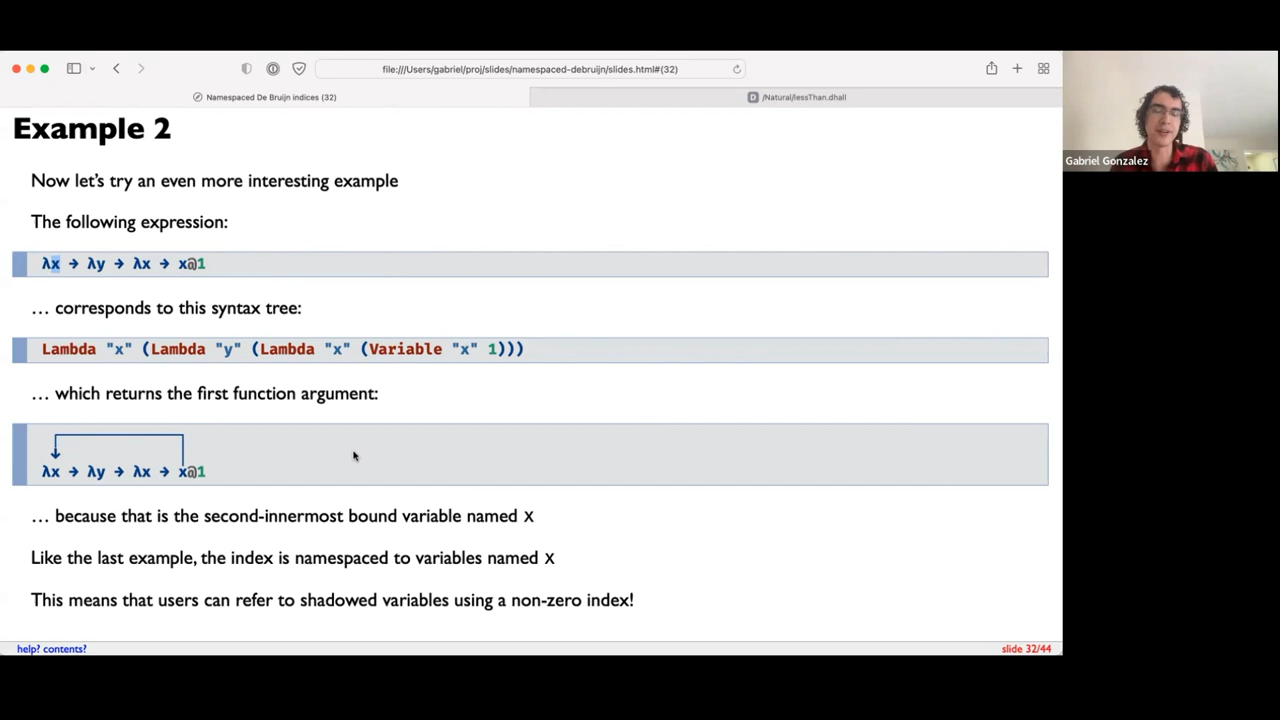 file:///Users/gabriel/proj/slides/namespaced-debruijn/slides.html#(32)
Namespaced De Bruijn indices (32)
/Natural/lessThan.dhall
Example 2
Now let's try an even more interesting example
The following expression:
λx → λy → λx → x@1
… corresponds to this syntax tree:
Lambda "x" (Lambda "y" (Lambda "x" (Variable "x" 1)))
… which returns the first function argument:
λx → λy → λx → x@1
… because that is the second-innermost bound variable named x
Like the last example, the index is namespaced to variables named x
This means that users can refer to shadowed variables using a non-zero index!
help? contents?
slide 32/44
Gabriel Gonzalez